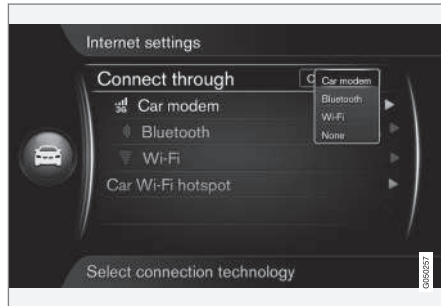 Internet settings
Connect through
Car modem
Bluetooth
Wi-Fi
None
3G Car modem
Bluetooth
Wi-Fi
Car Wi-Fi hotspot
Select connection technology
G050257